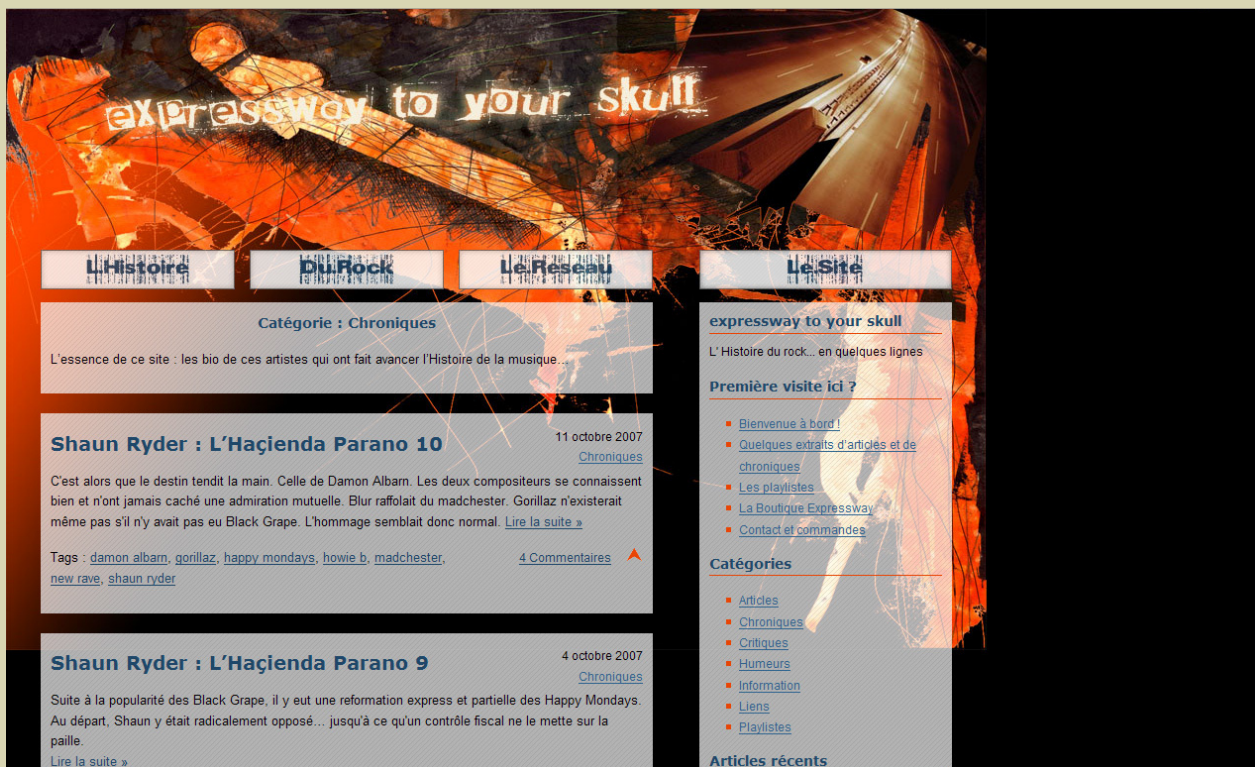 expressway to your skull
L'Histoire
Du Rock
Le Reseau
Le Site
Catégorie : Chroniques
L'essence de ce site : les bio de ces artistes qui ont fait avancer l'Histoire de la musique...
Shaun Ryder : L'Haçienda Parano 10
11 octobre 2007
Chroniques
C'est alors que le destin tendit la main. Celle de Damon Albarn. Les deux compositeurs se connaissent
bien et n'ont jamais caché une admiration mutuelle. Blur raffolait du madchester. Gorillaz n'existerait
même pas s'il n'y avait pas eu Black Grape. L'hommage semblait donc normal. Lire la suite »
Tags : damon albarn, gorillaz, happy mondays, howie b, madchester,
new rave, shaun ryder
4 Commentaires
Shaun Ryder : L'Haçienda Parano 9
4 octobre 2007
Chroniques
Suite à la popularité des Black Grape, il y eut une reformation express et partielle des Happy Mondays.
Au départ, Shaun y était radicalement opposé… jusqu'à ce qu'un contrôle fiscal ne le mette sur la
paille.
Lire la suite »
expressway to your skull
L' Histoire du rock... en quelques lignes
Première visite ici ?
Bienvenue à bord !
Quelques extraits d'articles et de
chroniques
Les playlistes
La Boutique Expressway
Contact et commandes
Catégories
Articles
Chroniques
Critiques
Humeurs
Information
Liens
Playlistes
Articles récents